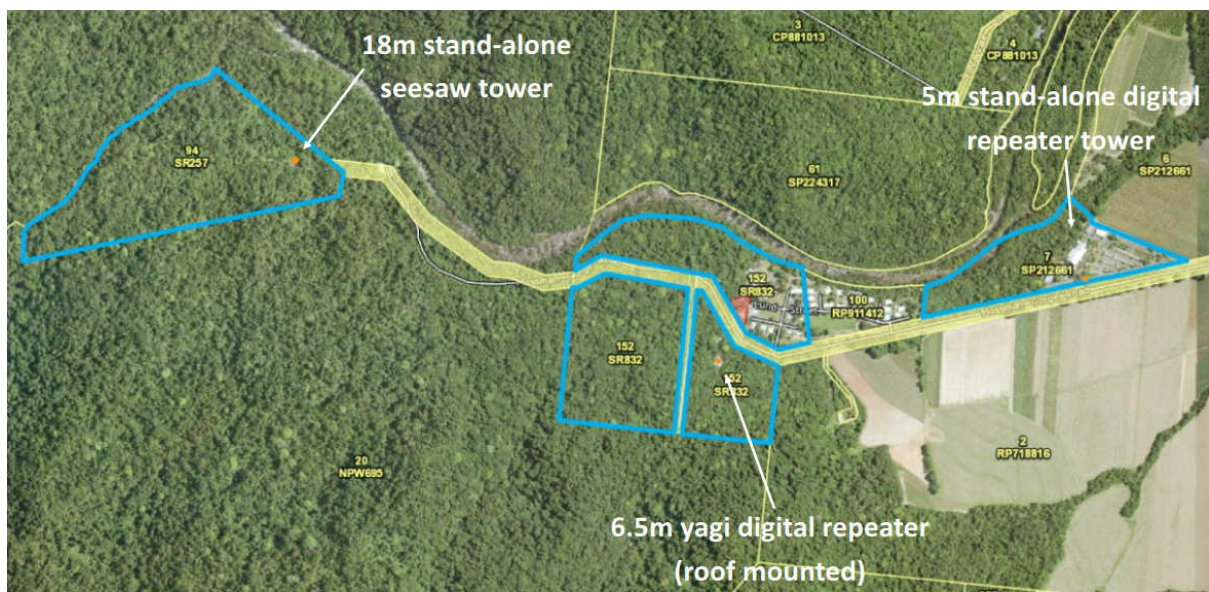 3
CP881013
4
CP881013
18m stand-alone
seesaw tower
5m stand-alone digital
repeater tower
94
SR257
61
SP224317
6
SP212661
7
SP212661
152
SR832
Street
100
RP911412
152
SR832
152
SR832
2
RP718816
20
NPW695
6.5m yagi digital repeater
(roof mounted)